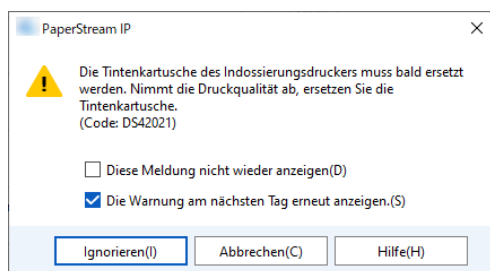 PaperStream IP
Die Tintenkartusche des Indossierungsdruckers muss bald ersetzt
werden. Nimmt die Druckqualität ab, ersetzen Sie die
Tintenkartusche.
(Code: DS42021)
Diese Meldung nicht wieder anzeigen(D)
Die Warnung am nächsten Tag erneut anzeigen.(S)
Ignorieren(I)
Abbrechen(C)
Hilfe(H)